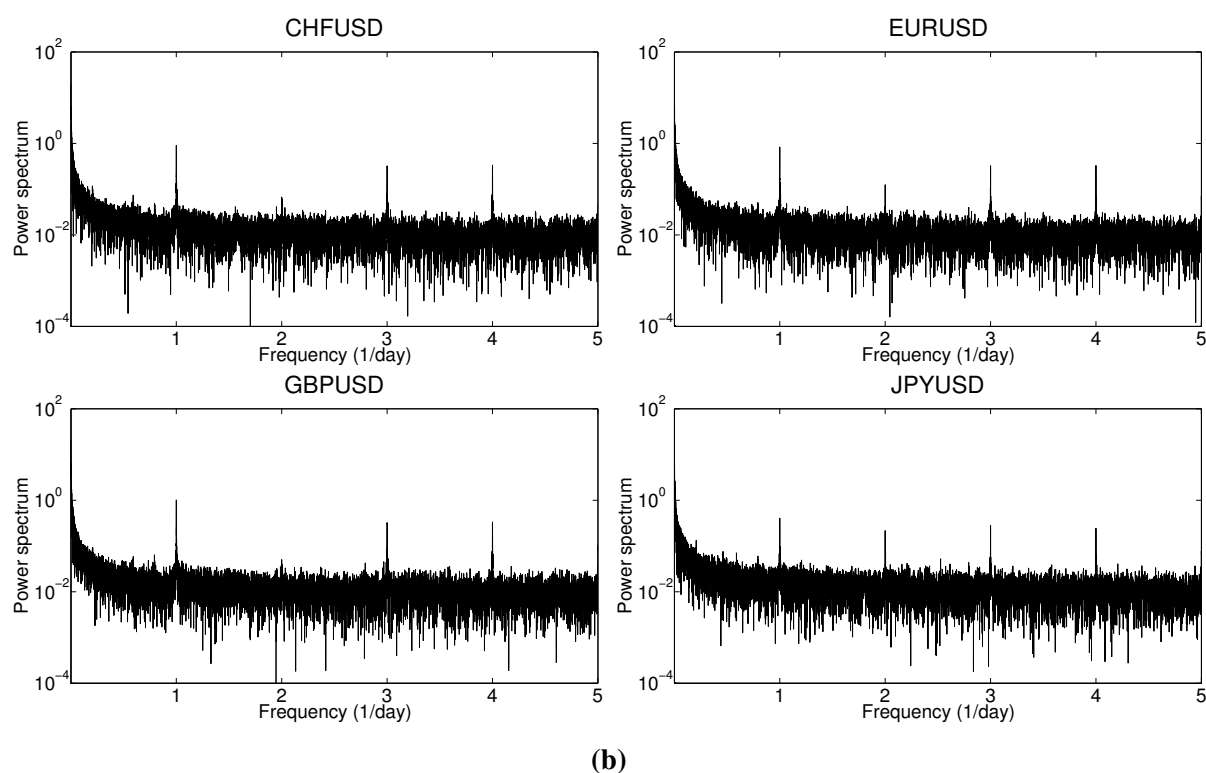 CHFUSD
10^2
10^0
10^−2
10^−4
Power spectrum
1 2 3 4 5
Frequency (1/day)
EURUSD
10^2
10^0
10^−2
10^−4
Power spectrum
1 2 3 4 5
Frequency (1/day)
GBPUSD
10^2
10^0
10^−2
10^−4
Power spectrum
1 2 3 4 5
Frequency (1/day)
JPYUSD
10^2
10^0
10^−2
10^−4
Power spectrum
1 2 3 4 5
Frequency (1/day)
(b)